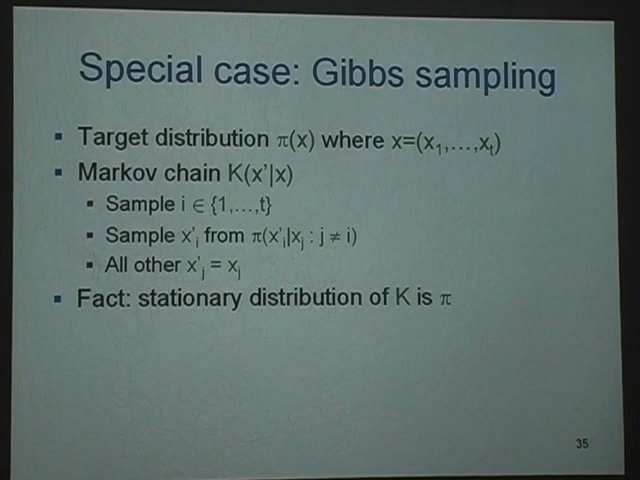 Special case: Gibbs sampling
▪ Target distribution π(x) where x=(x₁,…,xₜ)
▪ Markov chain K(x'|x)
▪ Sample i ∈ {1,…,t}
▪ Sample x'ᵢ from π(x'ᵢ|xⱼ : j ≠ i)
▪ All other x'ⱼ = xⱼ
▪ Fact: stationary distribution of K is π
35